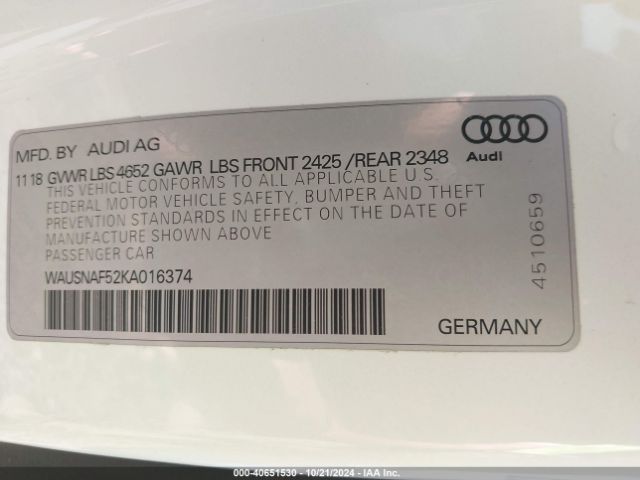 MFD. BY AUDI AG
11 18 GVWR LBS 4652 GAWR LBS FRONT 2425 /REAR 2348
Audi
THIS VEHICLE CONFORMS TO ALL APPLICABLE U S.
FEDERAL MOTOR VEHICLE SAFETY, BUMPER AND THEFT
PREVENTION STANDARDS IN EFFECT ON THE DATE OF
MANUFACTURE SHOWN ABOVE
PASSENGER CAR
WAUSNAF52KA016374
4510659
GERMANY
000-40651530 - 10/21/2024 - IAA Inc.